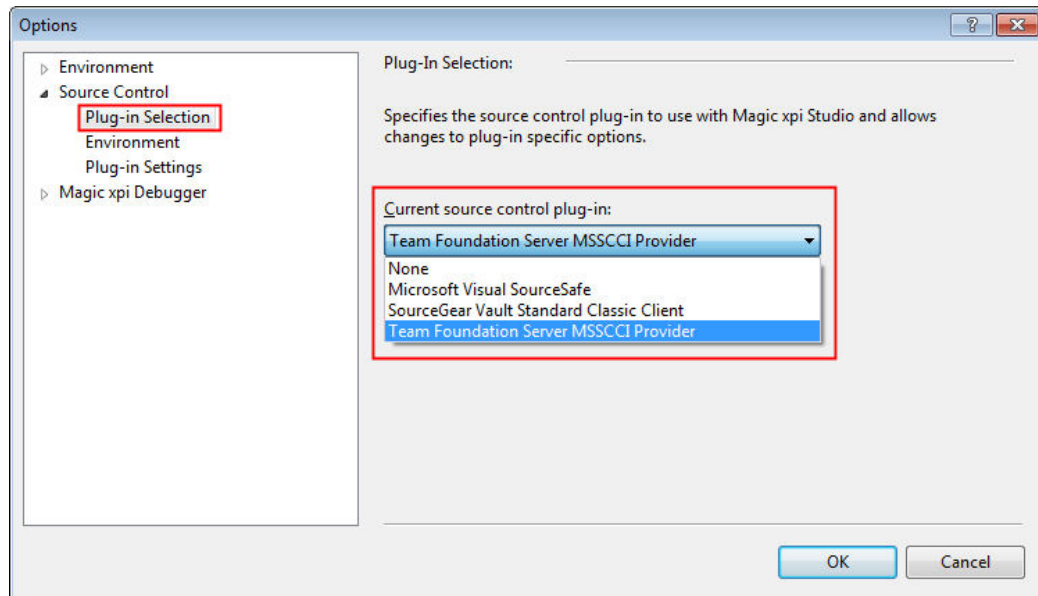 Options
Environment
Source Control
Plug-in Selection
Environment
Plug-in Settings
Magic xpi Debugger
Plug-In Selection:
Specifies the source control plug-in to use with Magic xpi Studio and allows
changes to plug-in specific options.
Current source control plug-in:
Team Foundation Server MSSCCI Provider
None
Microsoft Visual SourceSafe
SourceGear Vault Standard Classic Client
Team Foundation Server MSSCCI Provider
OK
Cancel